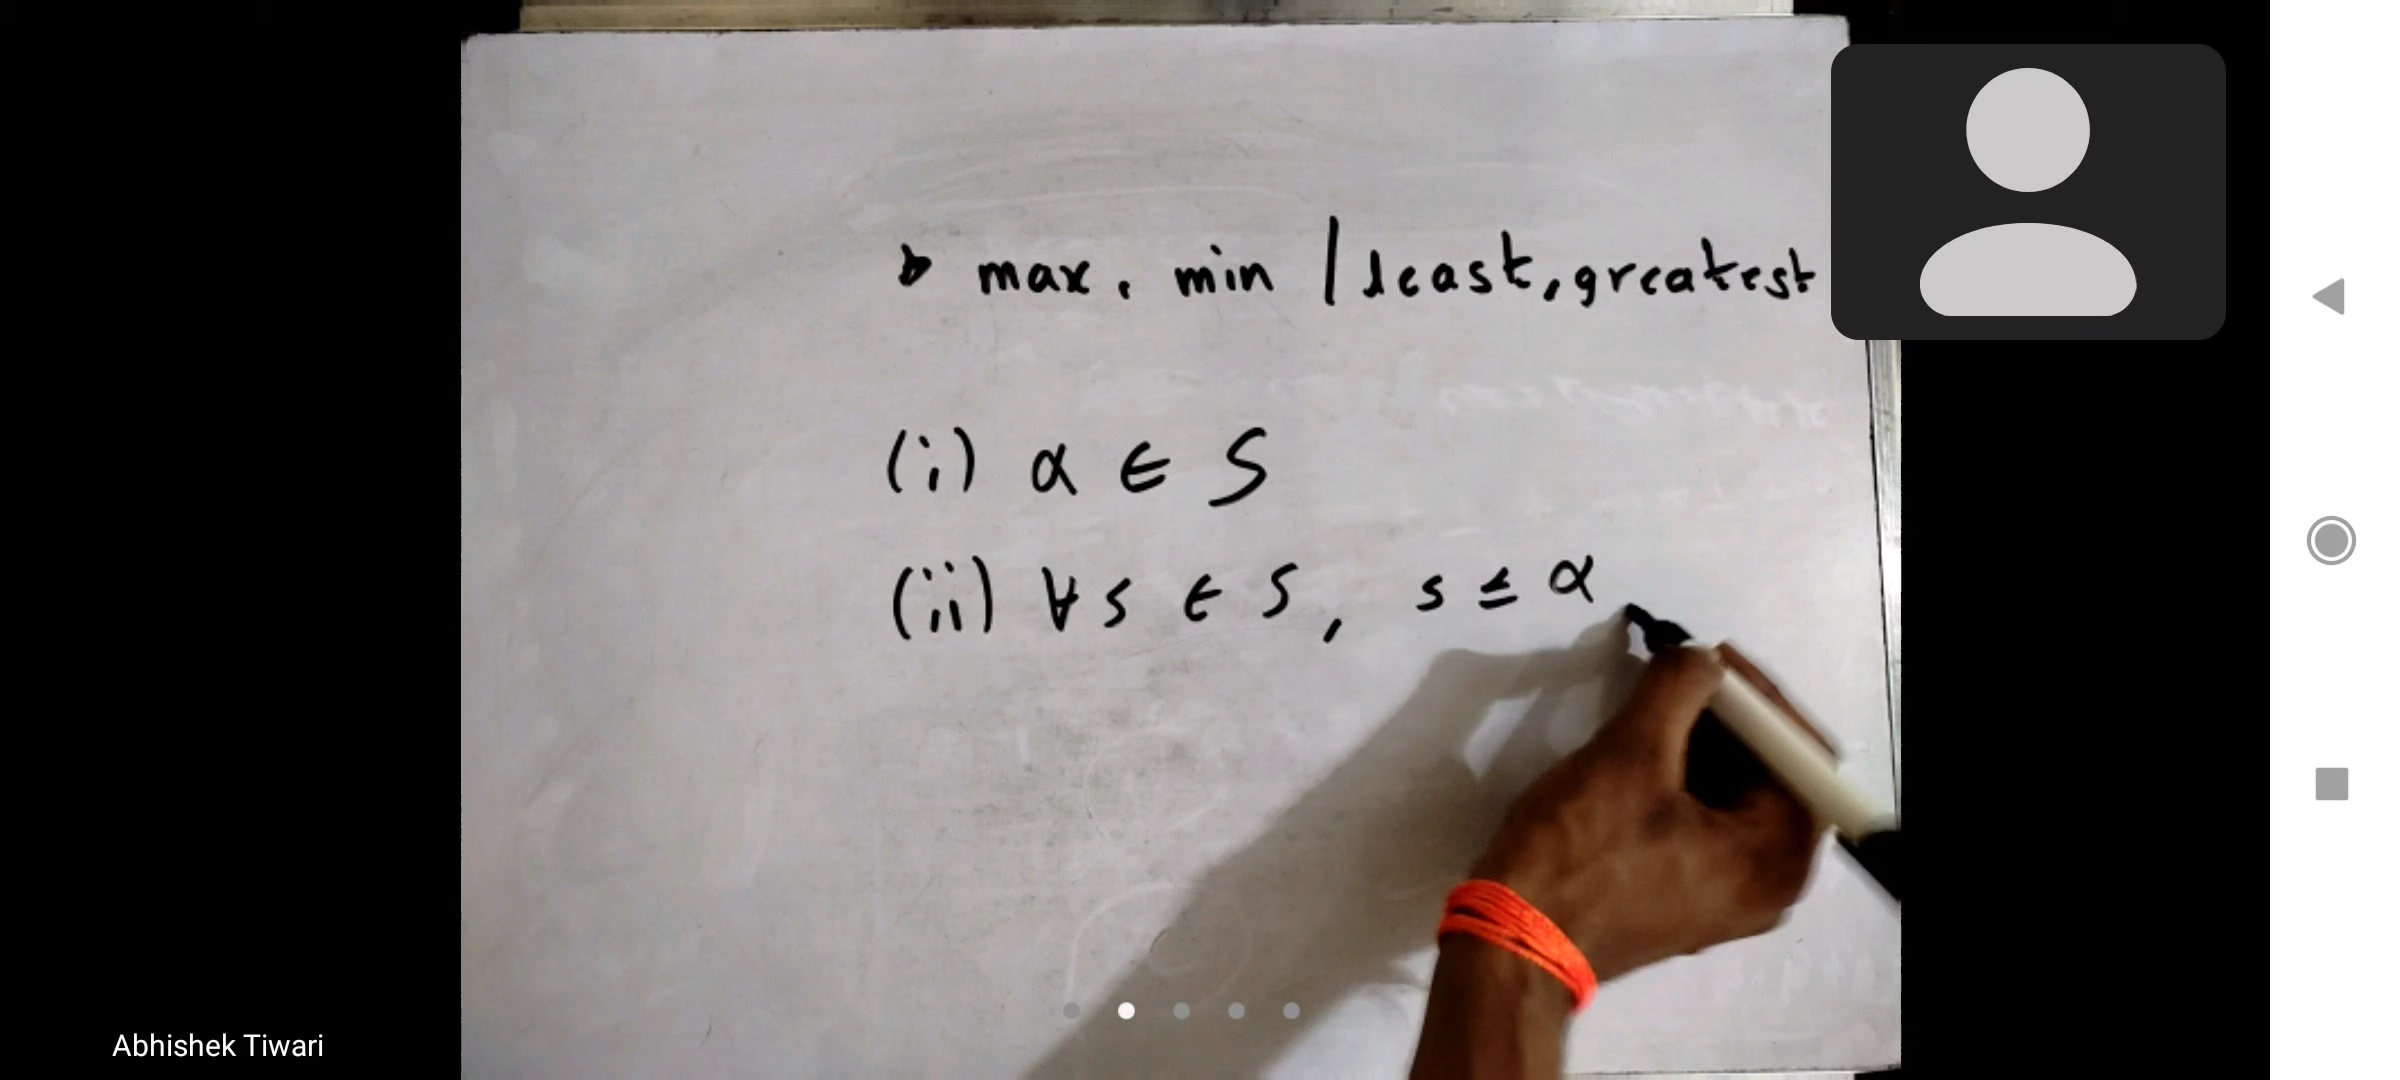 max, min / least, greatest
(i) α ∈ S
(ii) ∀ s ∈ S, s ≤ α
Abhishek Tiwari